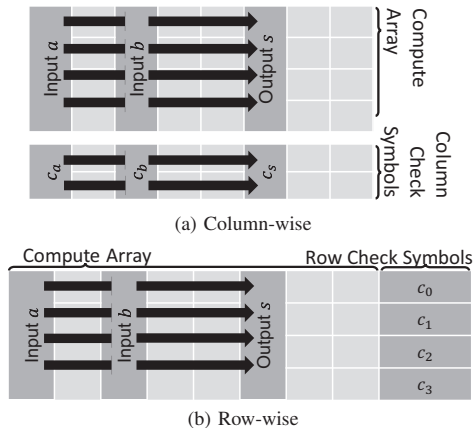 Input a
Input b
Output s
Compute
Array
c_a
c_b
c_s
Column
Check
Symbols
(a) Column-wise
Compute Array
Row Check Symbols
Input a
Input b
Output s
c_0
c_1
c_2
c_3
(b) Row-wise